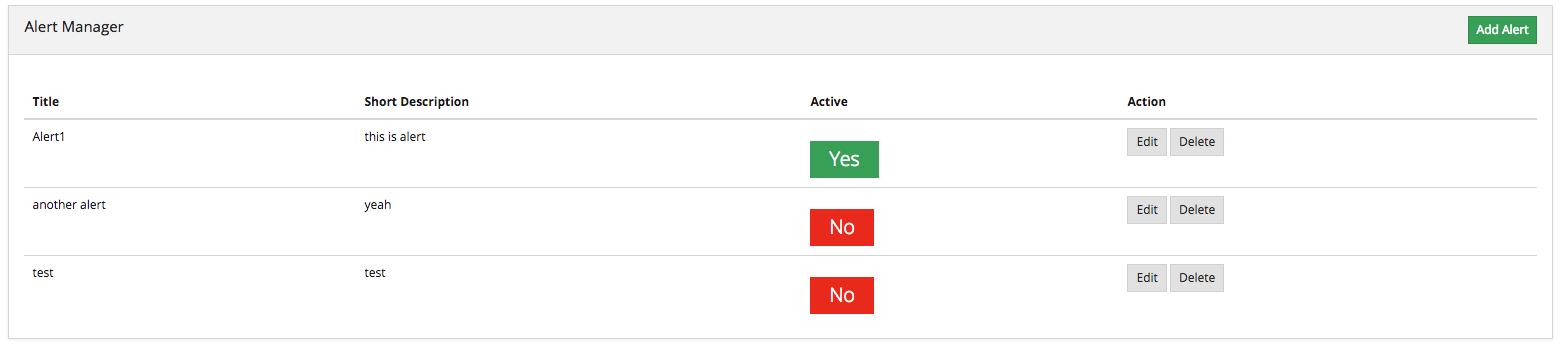 Alert Manager
Add Alert
Title Short Description Active Action
Alert1 this is alert Yes Edit Delete
another alert yeah No Edit Delete
test test No Edit Delete